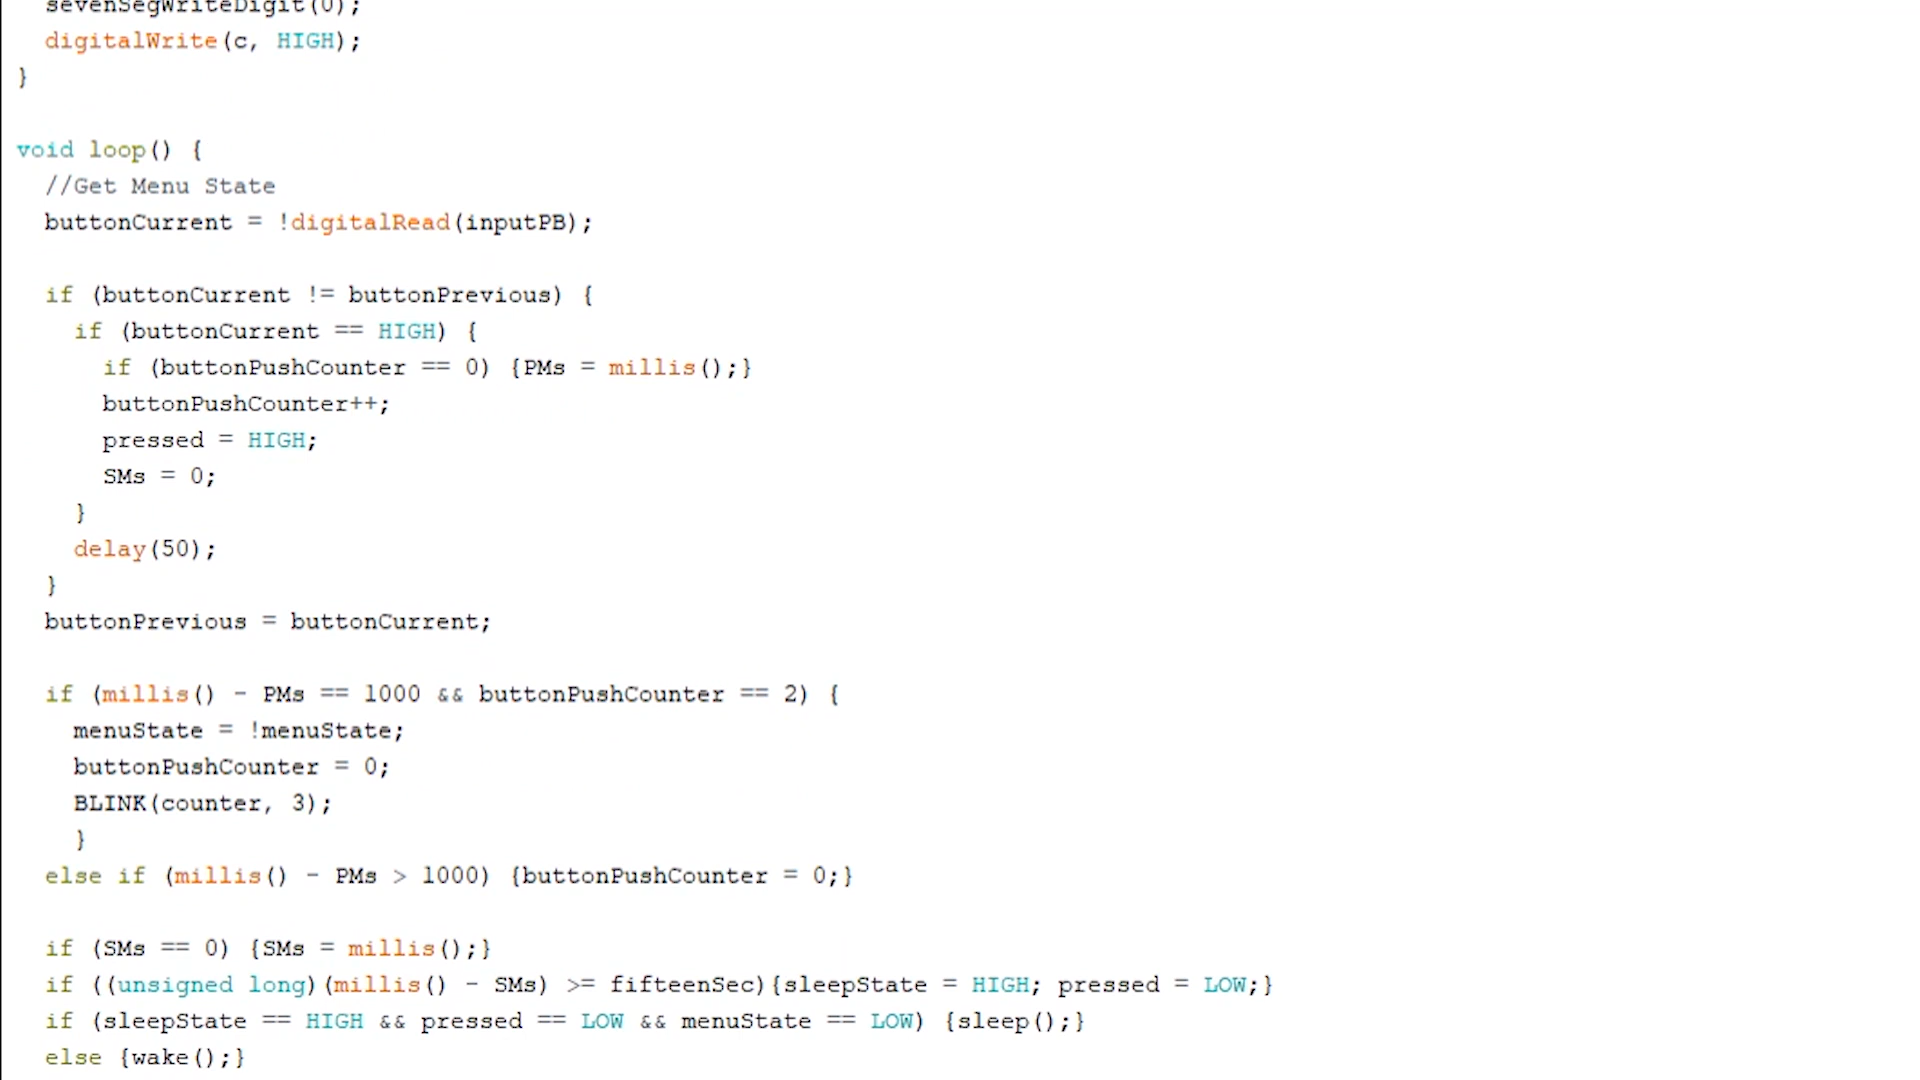 sevenSegWriteDigit(0);
digitalWrite(c, HIGH);
}
void loop() {
//Get Menu State
buttonCurrent = !digitalRead(inputPB);
if (buttonCurrent != buttonPrevious) {
if (buttonCurrent == HIGH) {
if (buttonPushCounter == 0) {PMs = millis();}
buttonPushCounter++;
pressed = HIGH;
SMs = 0;
}
delay(50);
}
buttonPrevious = buttonCurrent;
if (millis() - PMs == 1000 && buttonPushCounter == 2) {
menuState = !menuState;
buttonPushCounter = 0;
BLINK(counter, 3);
}
else if (millis() - PMs > 1000) {buttonPushCounter = 0;}
if (SMs == 0) {SMs = millis();}
if ((unsigned long)(millis() - SMs) >= fifteenSec){sleepState = HIGH; pressed = LOW;}
if (sleepState == HIGH && pressed == LOW && menuState == LOW) {sleep();}
else {wake();}